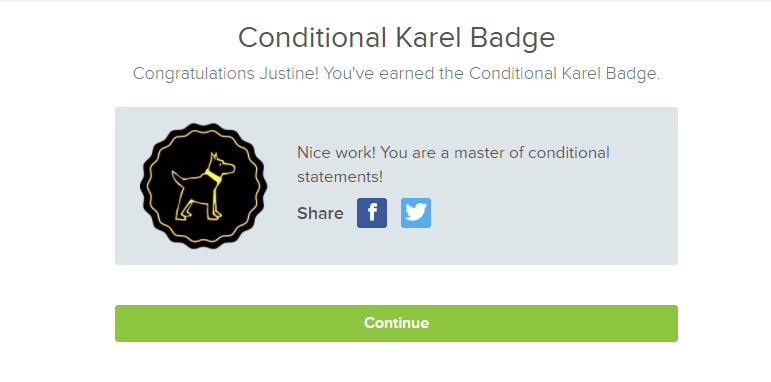 Conditional Karel Badge
Congratulations Justine! You've earned the Conditional Karel Badge.
Nice work! You are a master of conditional
statements!
Share
Continue